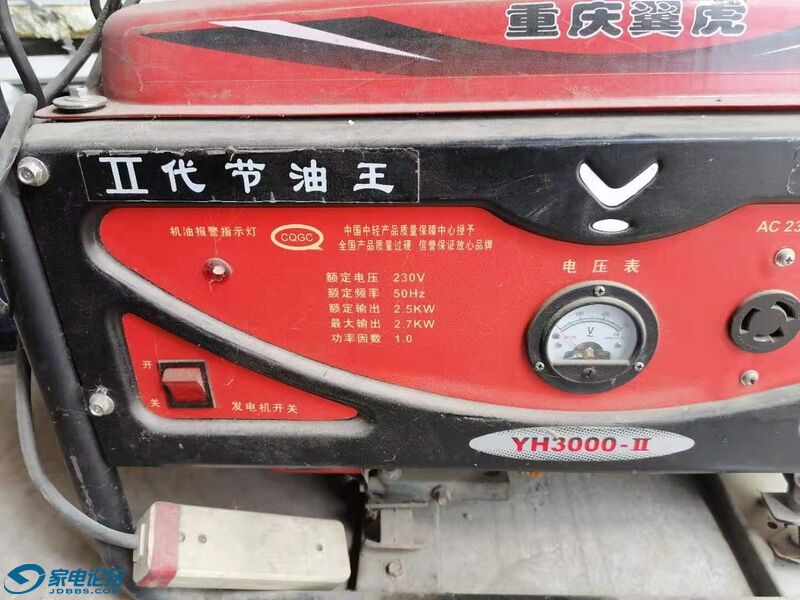 重庆翼虎
II代节油王
机油报警指示灯
CQGC
中国中轻产品质量保障中心授予
全国产品质量过硬 信誉保证放心品牌
AC 23
电压表
额定电压 230V
额定频率 50Hz
额定输出 2.5KW
最大输出 2.7KW
功率因数 1.0
V
开
关
发电机开关
YH3000-II
家电论坛
JDBBS.COM